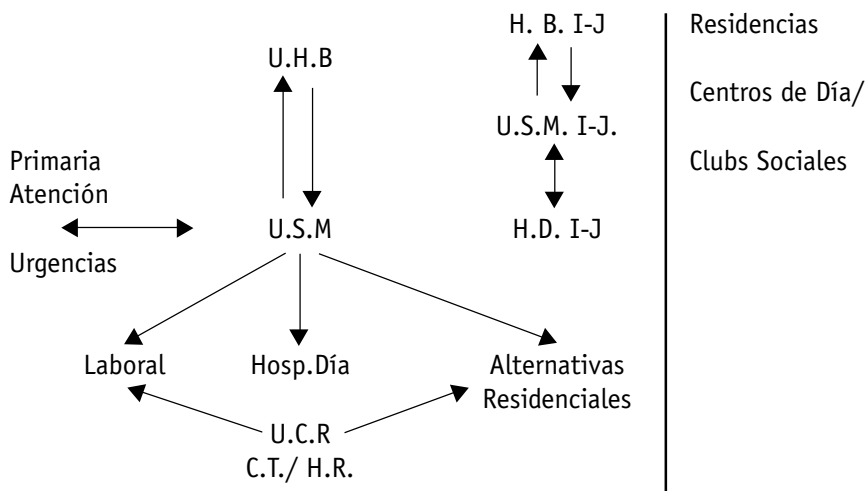 H. B. I-J
U.H.B
U.S.M. I-J.
Primaria
Atención
Urgencias
U.S.M
H.D. I-J
Laboral
Hosp.Día
Alternativas
Residenciales
U.C.R
C.T./ H.R.
Residencias
Centros de Día/
Clubs Sociales